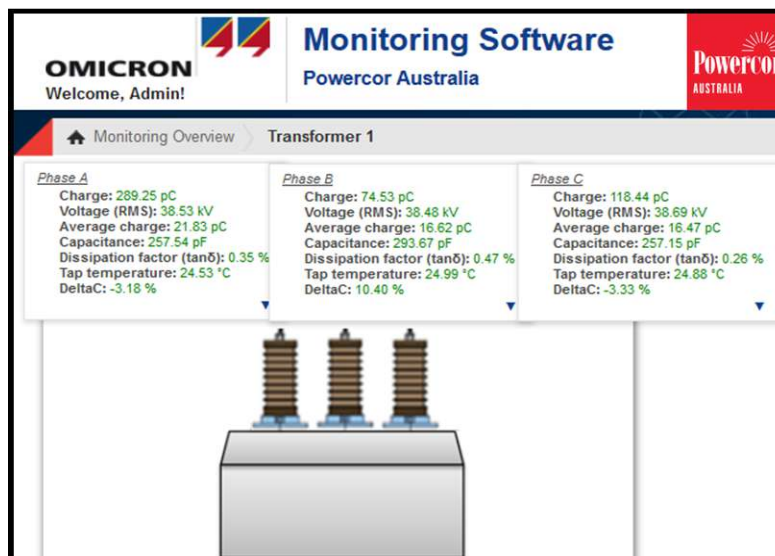 OMICRON
Welcome, Admin!
Monitoring Software
Powercor Australia
Powercor
AUSTRALIA
Monitoring Overview
Transformer 1
Phase A
Charge: 289.25 pC
Voltage (RMS): 38.53 kV
Average charge: 21.83 pC
Capacitance: 257.54 pF
Dissipation factor (tanδ): 0.35 %
Tap temperature: 24.53 °C
DeltaC: -3.18 %
Phase B
Charge: 74.53 pC
Voltage (RMS): 38.48 kV
Average charge: 16.62 pC
Capacitance: 293.67 pF
Dissipation factor (tanδ): 0.47 %
Tap temperature: 24.99 °C
DeltaC: 10.40 %
Phase C
Charge: 118.44 pC
Voltage (RMS): 38.69 kV
Average charge: 16.47 pC
Capacitance: 257.15 pF
Dissipation factor (tanδ): 0.26 %
Tap temperature: 24.88 °C
DeltaC: -3.33 %